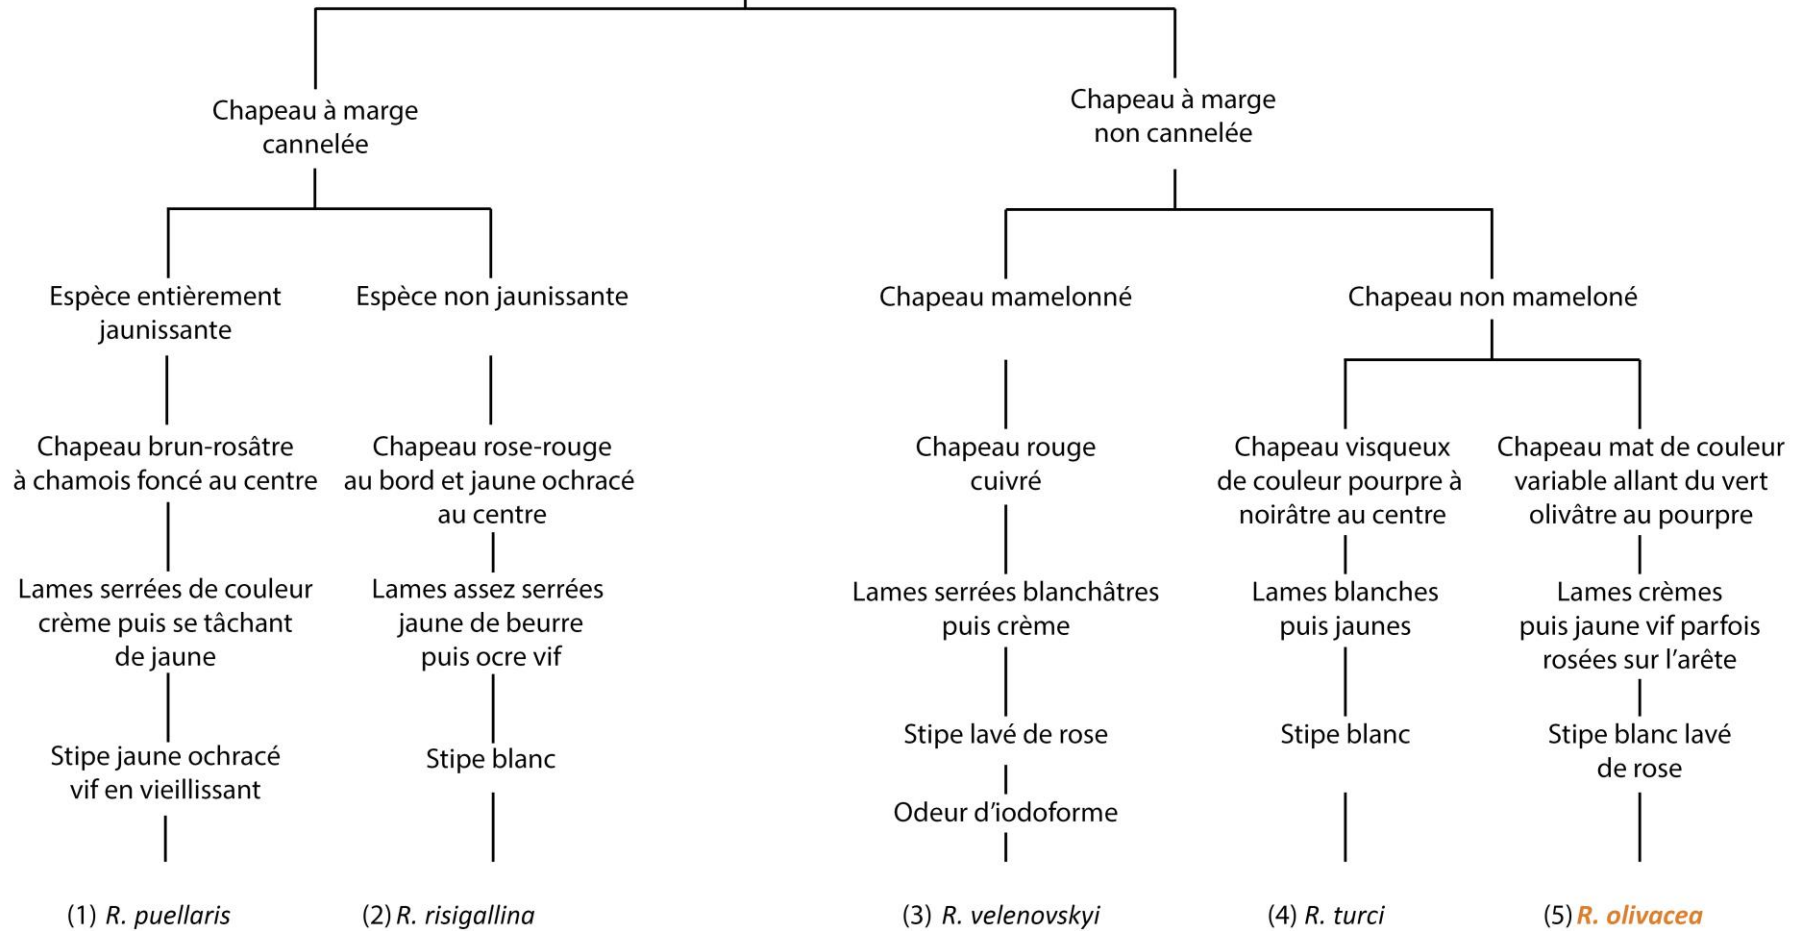 Chapeau à marge
cannelée
Chapeau à marge
non cannelée
Espèce entièrement
jaunissante
Espèce non jaunissante
Chapeau mamelonné
Chapeau non mameloné
Chapeau brun-rosâtre
à chamois foncé au centre
Chapeau rose-rouge
au bord et jaune ochracé
au centre
Chapeau rouge
cuivré
Chapeau visqueux
de couleur pourpre à
noirâtre au centre
Chapeau mat de couleur
variable allant du vert
olivâtre au pourpre
Lames serrées de couleur
crème puis se tâchant
de jaune
Lames assez serrées
jaune de beurre
puis ocre vif
Lames serrées blanchâtres
puis crème
Lames blanches
puis jaunes
Lames crèmes
puis jaune vif parfois
rosées sur l'arête
Stipe jaune ochracé
vif en vieillissant
Stipe blanc
Stipe lavé de rose
Odeur d'iodoforme
Stipe blanc
Stipe blanc lavé
de rose
(1) R. puellaris
(2) R. risigallina
(3) R. velenovskyi
(4) R. turci
(5) R. olivacea